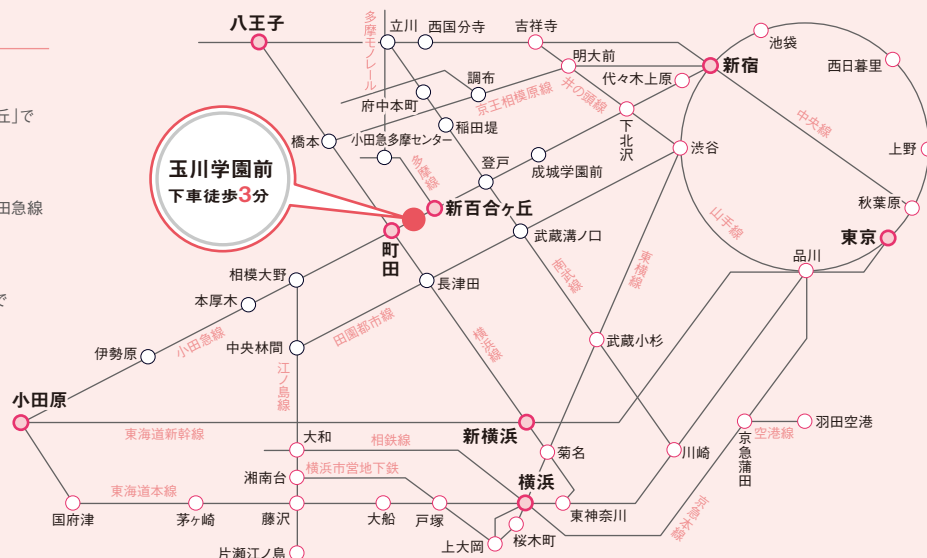 丘」で
田急線
で
八王子
多摩モノレール
立川
西国分寺
吉祥寺
明大前
新宿
池袋
西日暮里
上野
秋葉原
東京
中央線
山手線
品川
渋谷
代々木上原
井の頭線
下北沢
調布
京王相模原線
府中本町
稲田堤
橋本
小田急多摩センター
多摩線
登戸
成城学園前
玉川学園前
下車徒歩3分
新百合ヶ丘
町田
武蔵溝ノ口
南武線
東横線
相模大野
本厚木
伊勢原
小田急線
小田原
長津田
中央林間
田園都市線
横浜線
江ノ島線
武蔵小杉
東海道新幹線
新横浜
大和
相鉄線
菊名
川崎
京急蒲田
空港線
羽田空港
湘南台
横浜市営地下鉄
横浜
東海道本線
国府津
茅ヶ崎
藤沢
大船
戸塚
東神奈川
京急本線
上大岡
桜木町
片瀬江ノ島